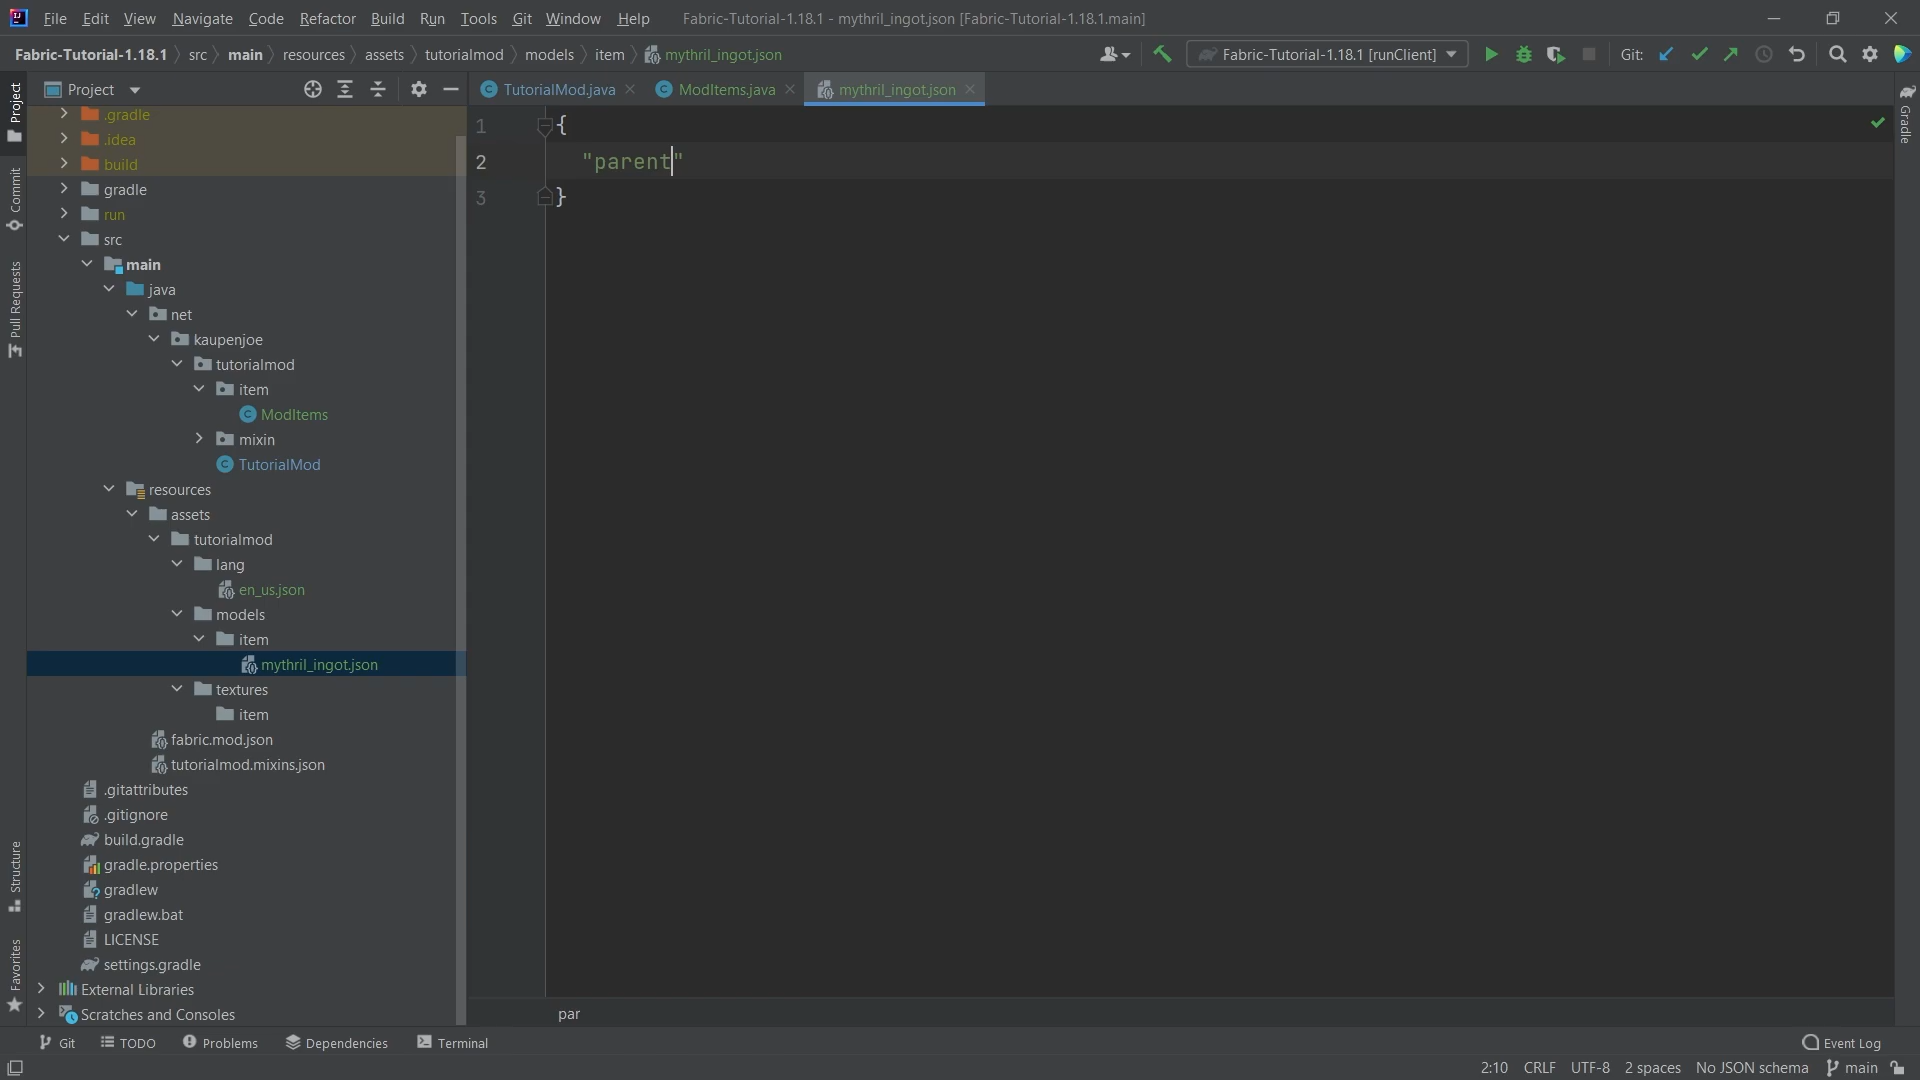 File Edit View Navigate Code Refactor Build Run Tools Git Window Help Fabric-Tutorial-1.18.1 - mythril_ingot.json [Fabric-Tutorial-1.18.1.main]
Fabric-Tutorial-1.18.1 src main resources assets tutorialmod models item mythril_ingot.json Fabric-Tutorial-1.18.1 [runClient] Git:
Project TutorialMod.java ModItems.java mythril_ingot.json
Project
Commit
Pull Requests
Structure
Favorites
Gradle
.gradle
.idea
build
gradle
run
src
main
java
net
kaupenjoe
tutorialmod
item
ModItems
mixin
TutorialMod
resources
assets
tutorialmod
lang
en_us.json
models
item
mythril_ingot.json
textures
item
fabric.mod.json
tutorialmod.mixins.json
.gitattributes
.gitignore
build.gradle
gradle.properties
gradlew
gradlew.bat
LICENSE
settings.gradle
External Libraries
Scratches and Consoles
1 {
2 "parent"
3 }
par
Git TODO Problems Dependencies Terminal Event Log
2:10 CRLF UTF-8 2 spaces No JSON schema main